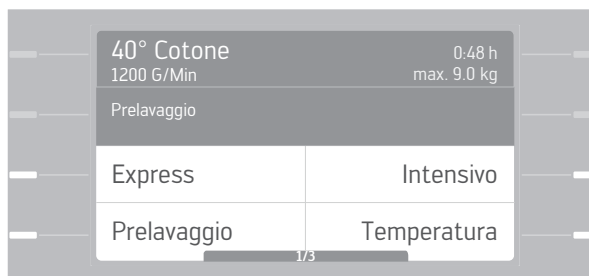 40° Cotone 0:48 h
1200 G/Min max. 9.0 kg
Prelavaggio
Express Intensivo
Prelavaggio Temperatura
1/3